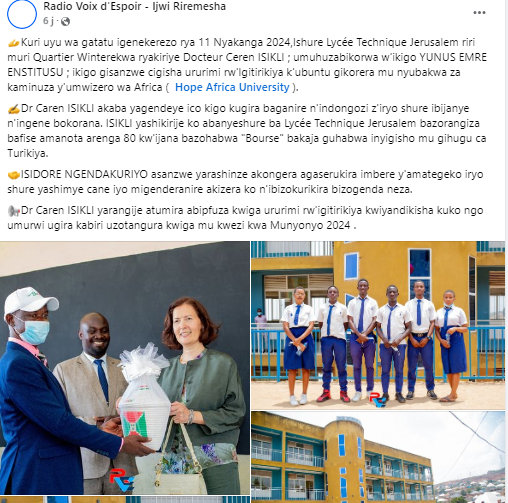 Radio Voix d'Espoir - Ijwi Riremesha
6 j ·
Kuri uyu wa gatatu igenekerezo rya 11 Nyakanga 2024,Ishure Lycée Technique Jerusalem riri
muri Quartier Winterekwa ryakiriye Docteur Ceren ISIKLI ; umuhuzabikorwa w'ikigo YUNUS EMRE
ENSTITUSU ; ikigo gisanzwe cigisha ururimi rw'Igitirikiya k'ubuntu gikorera mu nyubakwa za
kaminuza y'umwizero wa Africa ( Hope Africa University ).
Dr Caren ISIKLI akaba yagendeye ico kigo kugira baganire n'indongozi z'iryo shure ibijanye
n'ingene bokorana. ISIKLI yashikirije ko abanyeshure ba Lycée Technique Jerusalem bazorangiza
bafise amanota arenga 80 kw'ijana bazohabwa "Bourse" bakaja guhabwa inyigisho mu gihugu ca
Turikiya.
ISIDORE NGENDAKURIYO asanzwe yarashinze akongera agaserukira imbere y'amategeko iryo
shure yashimye cane iyo migenderanire akizera ko n'ibizokurikira bizogenda neza.
Dr Caren ISIKLI yarangije atumira abipfuza kwiga ururimi rw'igitirikiya kwiyandikisha kuko ngo
umurwi ugira kabiri uzotangura kwiga mu kwezi kwa Munyonyo 2024 .